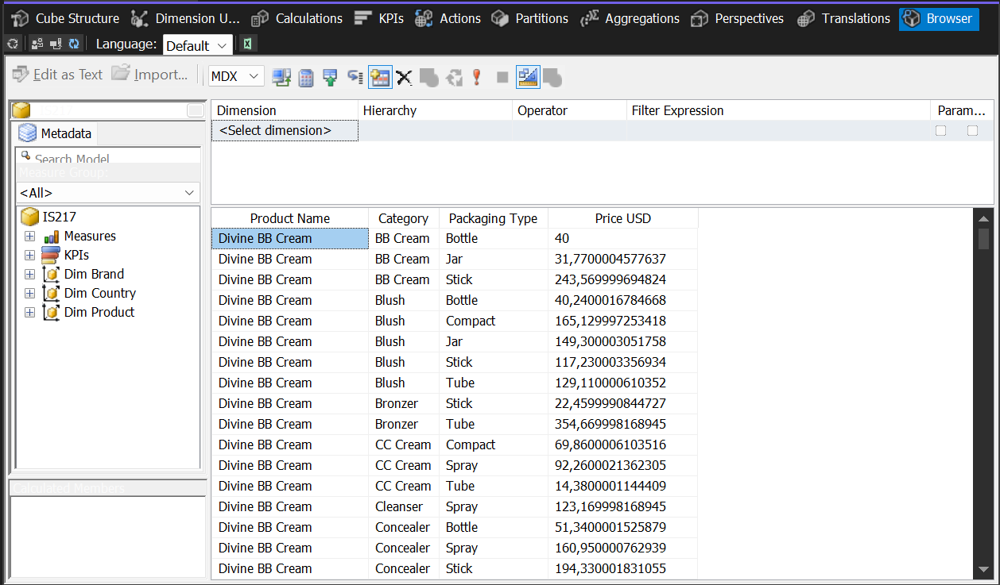 Cube Structure Dimension U... Calculations KPIs Actions Partitions Aggregations Perspectives Translations Browser
Language: Default
Edit as Text Import... MDX
IS217
Metadata
Search Model
Measure Group:
<All>
IS217
Measures
KPIs
Dim Brand
Dim Country
Dim Product
Calculated Members
Dimension Hierarchy Operator Filter Expression Param...
<Select dimension>
Product Name Category Packaging Type Price USD
Divine BB Cream BB Cream Bottle 40
Divine BB Cream BB Cream Jar 31,7700004577637
Divine BB Cream BB Cream Stick 243,569999694824
Divine BB Cream Blush Bottle 40,2400016784668
Divine BB Cream Blush Compact 165,129997253418
Divine BB Cream Blush Jar 149,300003051758
Divine BB Cream Blush Stick 117,230003356934
Divine BB Cream Blush Tube 129,110000610352
Divine BB Cream Bronzer Stick 22,4599990844727
Divine BB Cream Bronzer Tube 354,669998168945
Divine BB Cream CC Cream Compact 69,8600006103516
Divine BB Cream CC Cream Spray 92,2600021362305
Divine BB Cream CC Cream Tube 14,3800001144409
Divine BB Cream Cleanser Spray 123,169998168945
Divine BB Cream Concealer Bottle 51,3400001525879
Divine BB Cream Concealer Spray 160,950000762939
Divine BB Cream Concealer Stick 194,330001831055